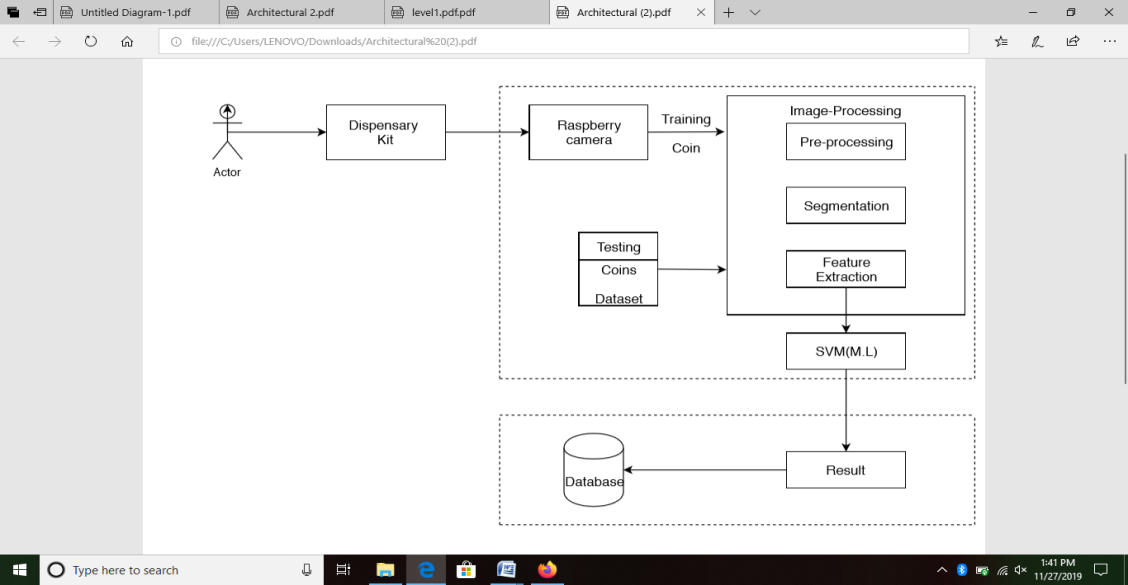 Untitled Diagram-1.pdf
Architectural 2.pdf
level1.pdf.pdf
Architectural (2).pdf
file:///C:/Users/LENOVO/Downloads/Architectural%20(2).pdf
Actor
Dispensary
Kit
Raspberry
camera
Training
Coin
Image-Processing
Pre-processing
Segmentation
Feature
Extraction
Testing
Coins
Dataset
SVM(M.L)
Result
Database
Type here to search
1:41 PM
11/27/2019